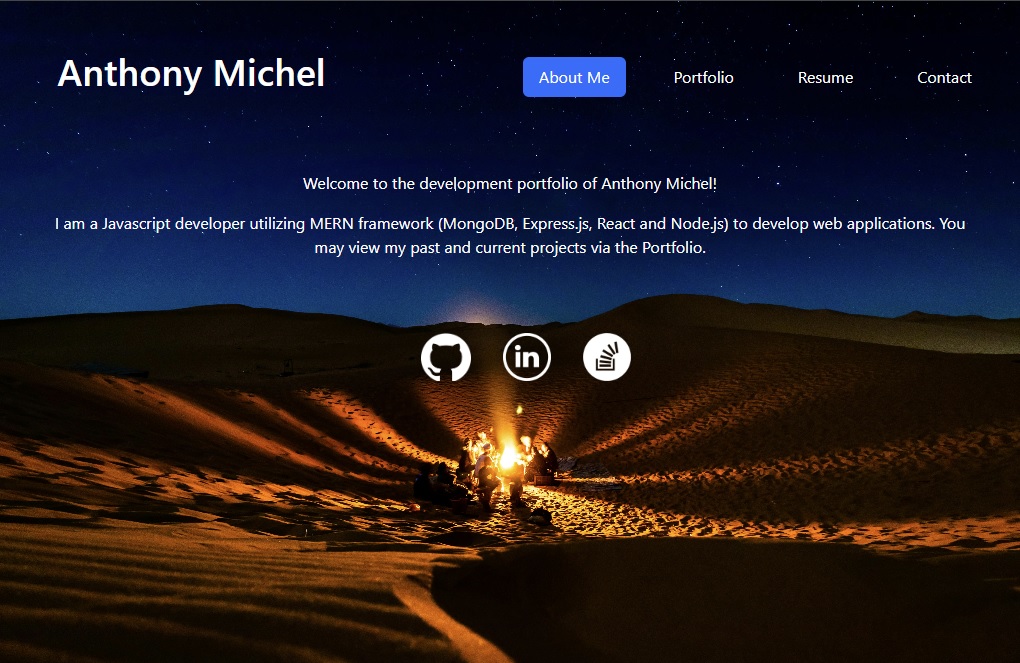 Anthony Michel
About Me
Portfolio
Resume
Contact
Welcome to the development portfolio of Anthony Michel!
I am a Javascript developer utilizing MERN framework (MongoDB, Express.js, React and Node.js) to develop web applications. You
may view my past and current projects via the Portfolio.
in